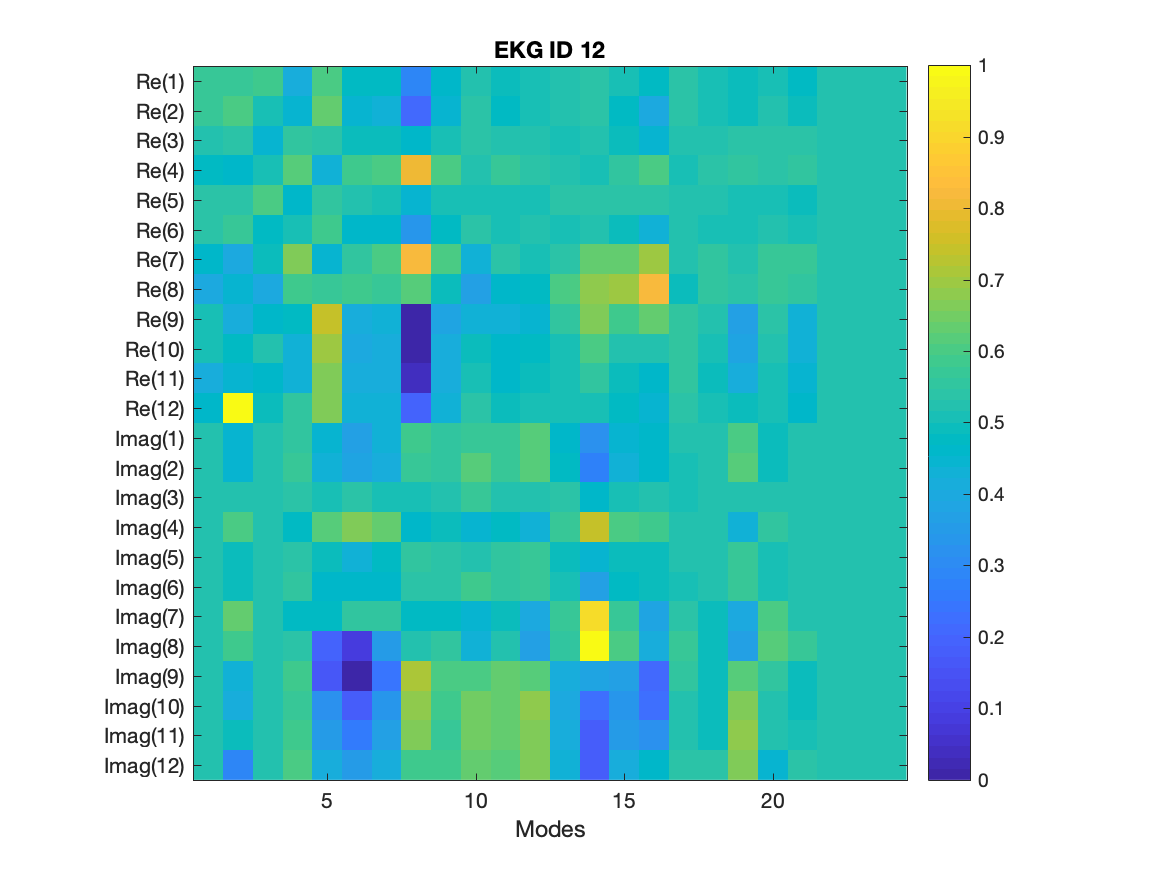 EKG ID 12
Re(1)
Re(2)
Re(3)
Re(4)
Re(5)
Re(6)
Re(7)
Re(8)
Re(9)
Re(10)
Re(11)
Re(12)
Imag(1)
Imag(2)
Imag(3)
Imag(4)
Imag(5)
Imag(6)
Imag(7)
Imag(8)
Imag(9)
Imag(10)
Imag(11)
Imag(12)
5 10 15 20
Modes
1
0.9
0.8
0.7
0.6
0.5
0.4
0.3
0.2
0.1
0